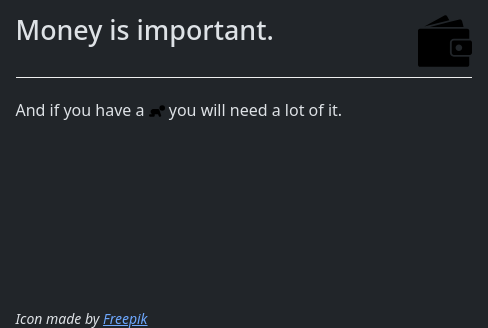 Money is important.
And if you have a you will need a lot of it.
Icon made by Freepik